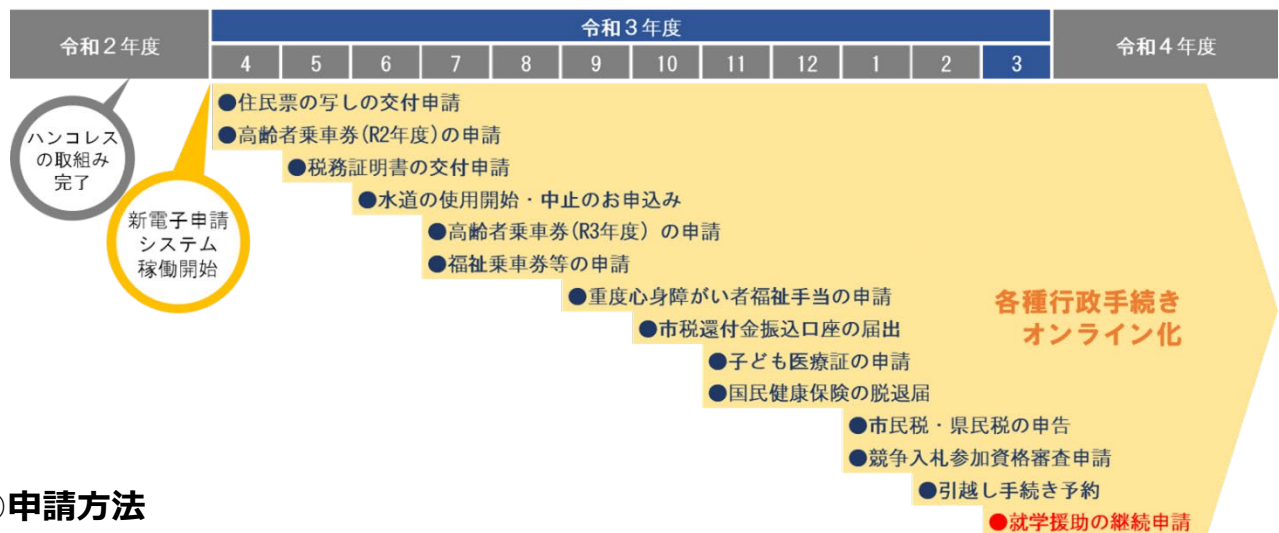 令和２年度
令和３年度
令和４年度
4 5 6 7 8 9 10 11 12 1 2 3
ハンコレス
の取組み
完了
新電子申請
システム
稼働開始
●住民票の写しの交付申請
●高齢者乗車券(R2年度)の申請
●税務証明書の交付申請
●水道の使用開始・中止のお申込み
●高齢者乗車券(R3年度）の申請
●福祉乗車券等の申請
●重度心身障がい者福祉手当の申請
●市税還付金振込口座の届出
●子ども医療証の申請
●国民健康保険の脱退届
●市民税・県民税の申告
●競争入札参加資格審査申請
●引越し手続き予約
●就学援助の継続申請
各種行政手続き
オンライン化
申請方法